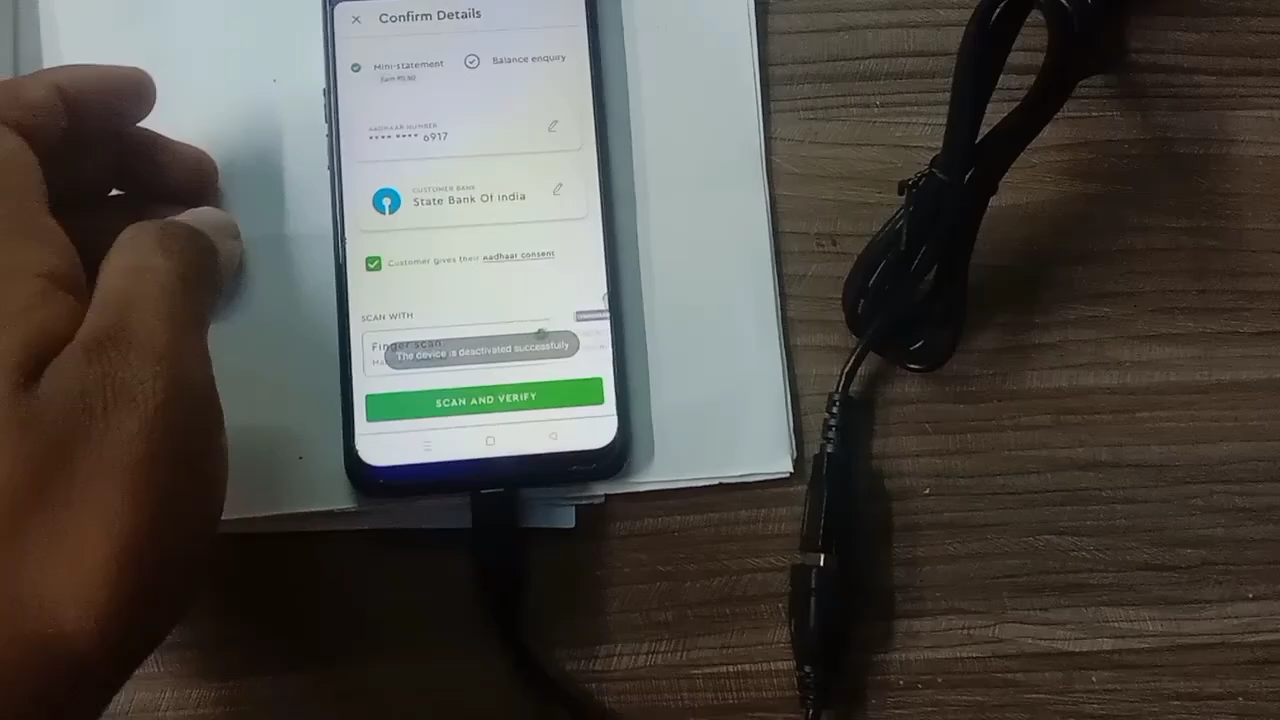 Confirm Details
Mini-statement
Balance enquiry
AADHAAR NUMBER
**** **** 6917
CUSTOMER BANK
State Bank Of India
Customer gives their Aadhaar consent
SCAN WITH
Finger scan
The device is deactivated successfully
SCAN AND VERIFY